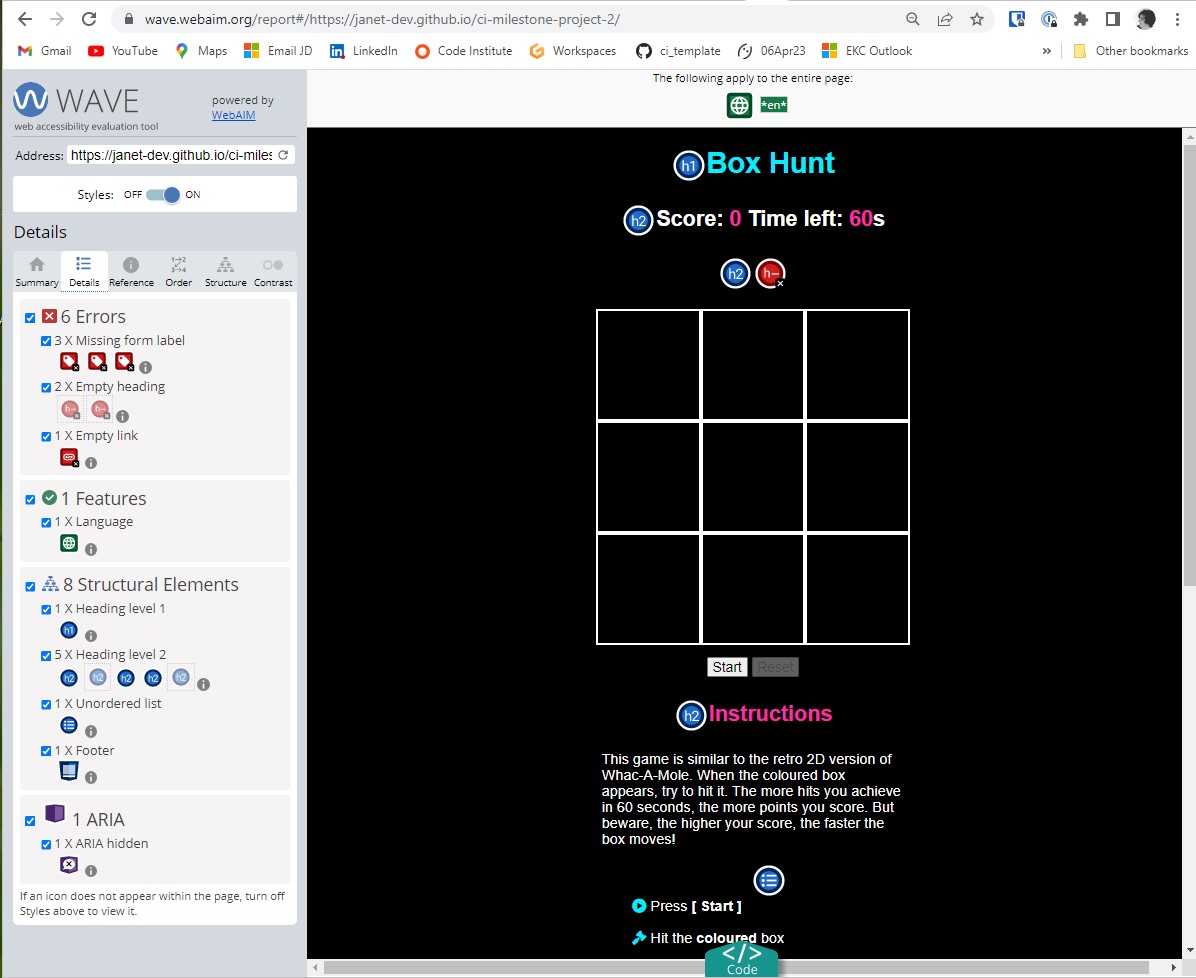 wave.webaim.org/report#/https://janet-dev.github.io/ci-milestone-project-2/
Gmail YouTube Maps Email JD LinkedIn Code Institute Workspaces ci_template 06Apr23 EKC Outlook » Other bookmarks
WAVE
web accessibility evaluation tool
powered by
WebAIM
Address: https://janet-dev.github.io/ci-miles
Styles: OFF ON
Details
Summary Details Reference Order Structure Contrast
6 Errors
3 X Missing form label
2 X Empty heading
1 X Empty link
1 Features
1 X Language
8 Structural Elements
1 X Heading level 1
h1
5 X Heading level 2
h2 h2 h2 h2 h2
1 X Unordered list
1 X Footer
1 ARIA
1 X ARIA hidden
If an icon does not appear within the page, turn off
Styles above to view it.
The following apply to the entire page:
*en*
h1 Box Hunt
h2 Score: 0 Time left: 60s
h2 h-
Start Reset
h2 Instructions
This game is similar to the retro 2D version of
Whac-A-Mole. When the coloured box
appears, try to hit it. The more hits you achieve
in 60 seconds, the more points you score. But
beware, the higher your score, the faster the
box moves!
Press [ Start ]
Hit the coloured box
</>
Code